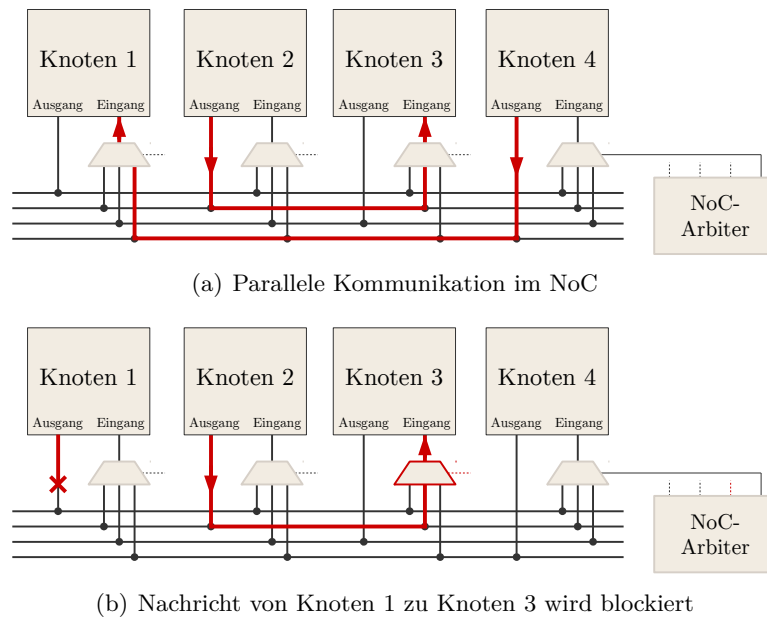 Knoten 1 Knoten 2 Knoten 3 Knoten 4
Ausgang Eingang Ausgang Eingang Ausgang Eingang Ausgang Eingang
NoC-
Arbiter
(a) Parallele Kommunikation im NoC
Knoten 1 Knoten 2 Knoten 3 Knoten 4
Ausgang Eingang Ausgang Eingang Ausgang Eingang Ausgang Eingang
NoC-
Arbiter
(b) Nachricht von Knoten 1 zu Knoten 3 wird blockiert